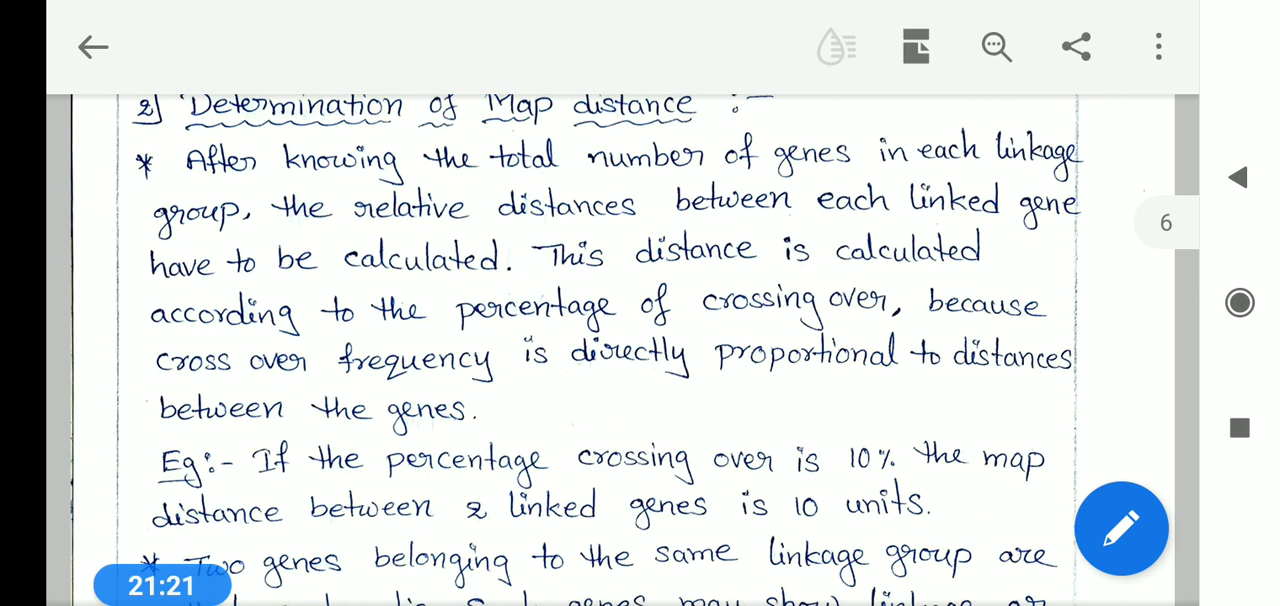 2] Determination of Map distance :-
* After knowing the total number of genes in each linkage
group, the relative distances between each linked gene
have to be calculated. This distance is calculated
according to the percentage of crossing over, because
cross over frequency is directly proportional to distances
between the genes.
Eg:- If the percentage crossing over is 10% the map
distance between 2 linked genes is 10 units.
* Two genes belonging to the same linkage group are
genes may show
6
21:21